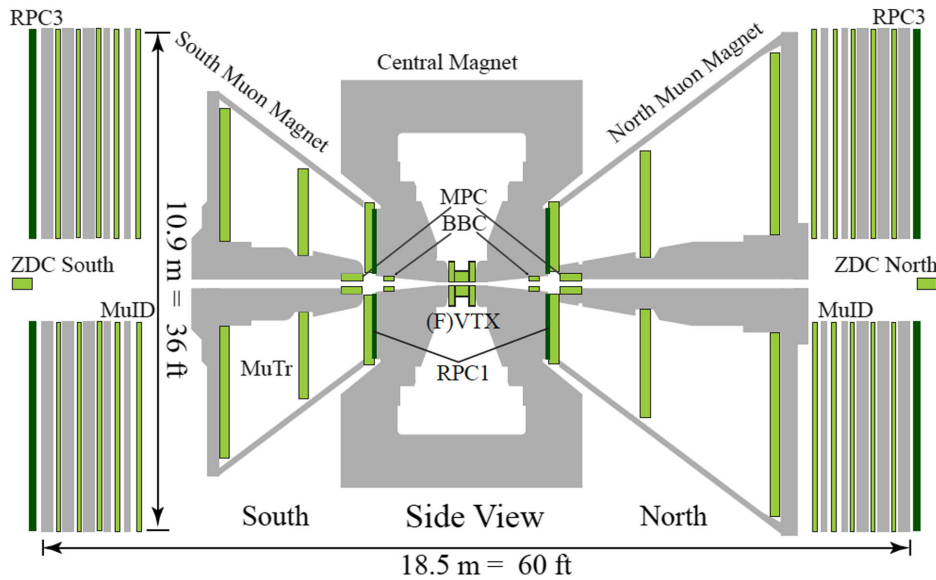 RPC3
RPC3
South Muon Magnet
Central Magnet
North Muon Magnet
MPC
BBC
ZDC South
ZDC North
MuID
MuID
10.9 m = 36 ft
(F)VTX
MuTr
RPC1
South
Side View
North
18.5 m = 60 ft